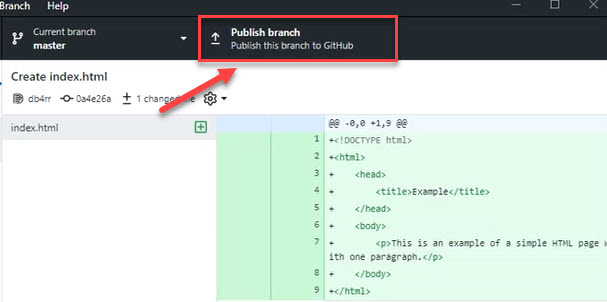 Branch Help
Current branch
master
Publish branch
Publish this branch to GitHub
Create index.html
db4rr 0a4e26a 1 changed
index.html
@@ -0,0 +1,9 @@
1 +<!DOCTYPE html>
2 +<html>
3 + <head>
4 + <title>Example</title>
5 + </head>
6 + <body>
7 + <p>This is an example of a simple HTML page w
ith one paragraph.</p>
8 + </body>
9 +</html>